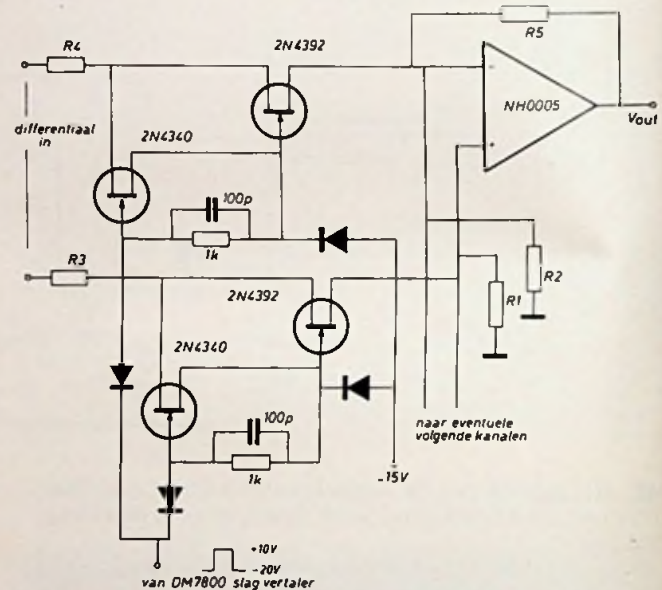 R4
2N4392
R5
NH0005
-
+
Vout
differentiaal
in
2N4340
100p
1k
R3
2N4392
R2
R1
2N4340
100p
1k
naar eventuele
volgende kanalen
-15V
+10V
-20V
van DM7800 slag vertaler